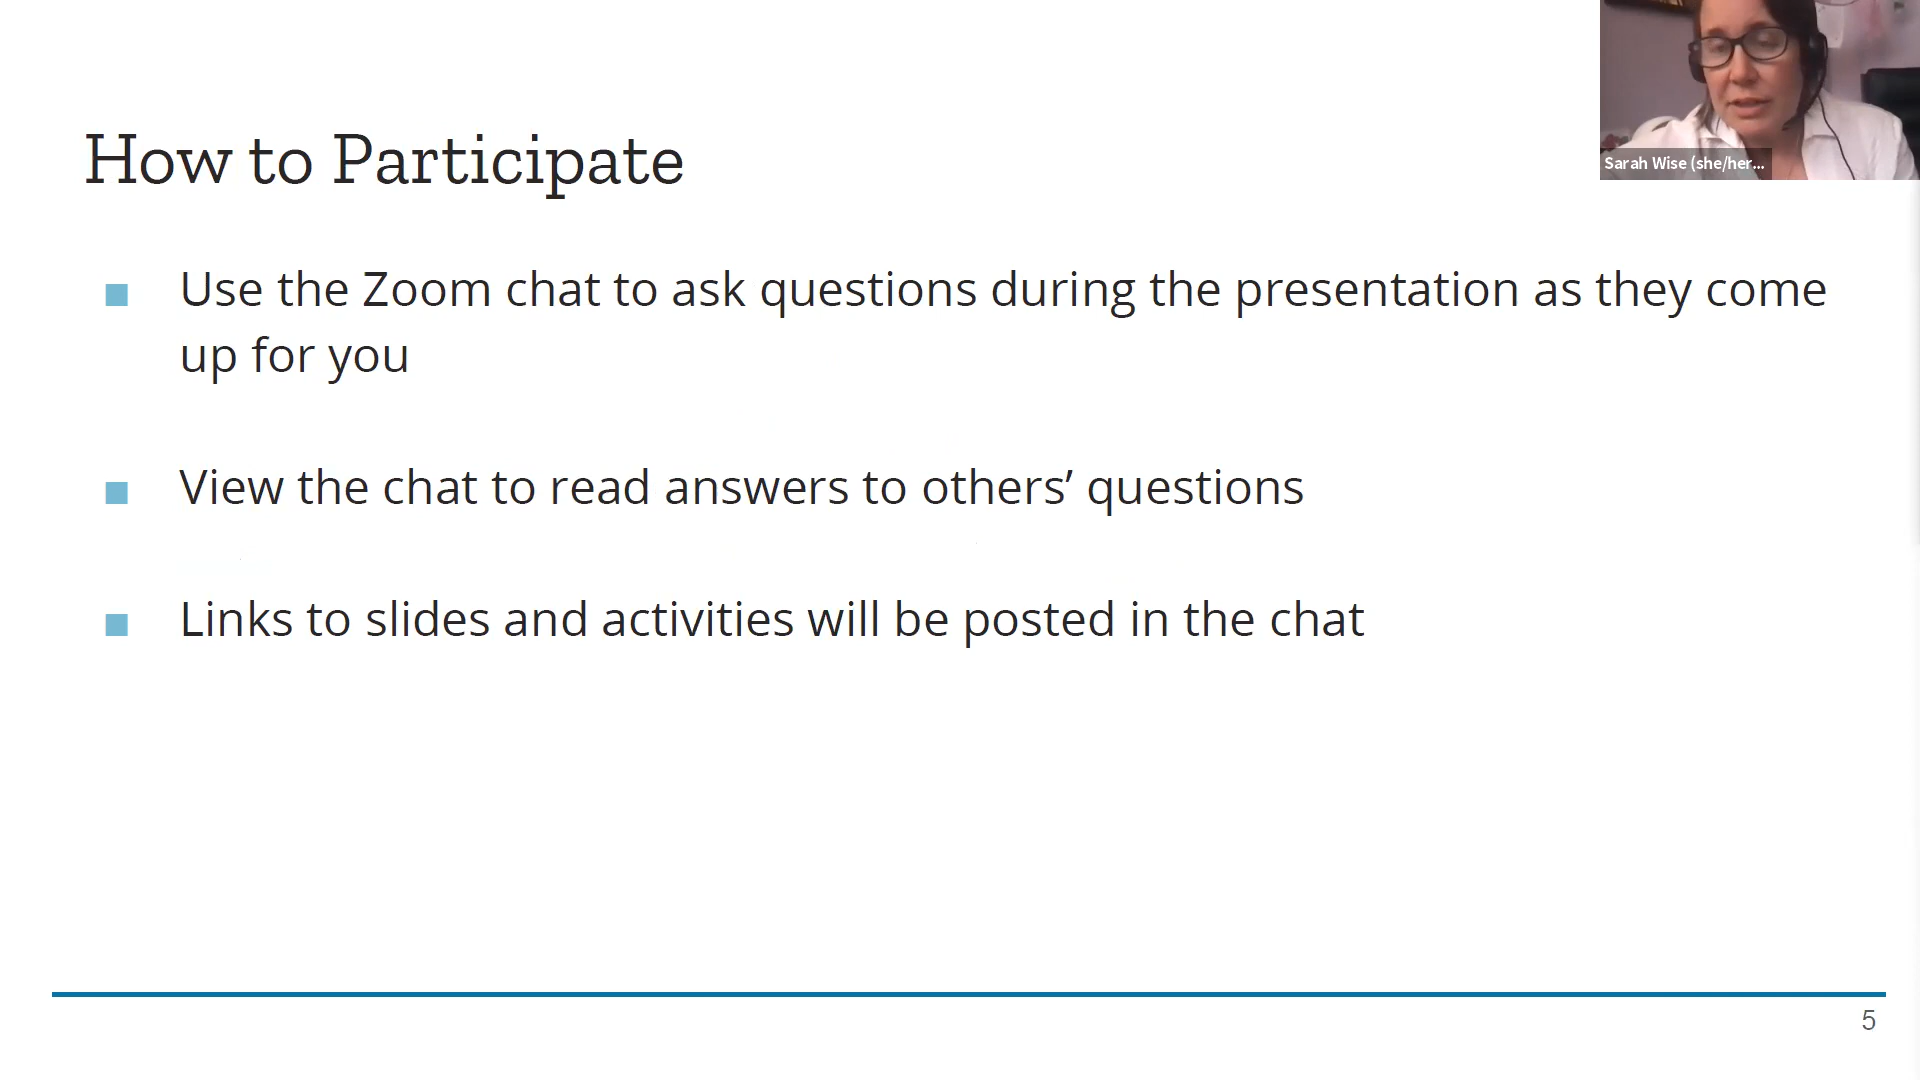 How to Participate
Sarah Wise (she/her...
■ Use the Zoom chat to ask questions during the presentation as they come
up for you
■ View the chat to read answers to others’ questions
■ Links to slides and activities will be posted in the chat
5